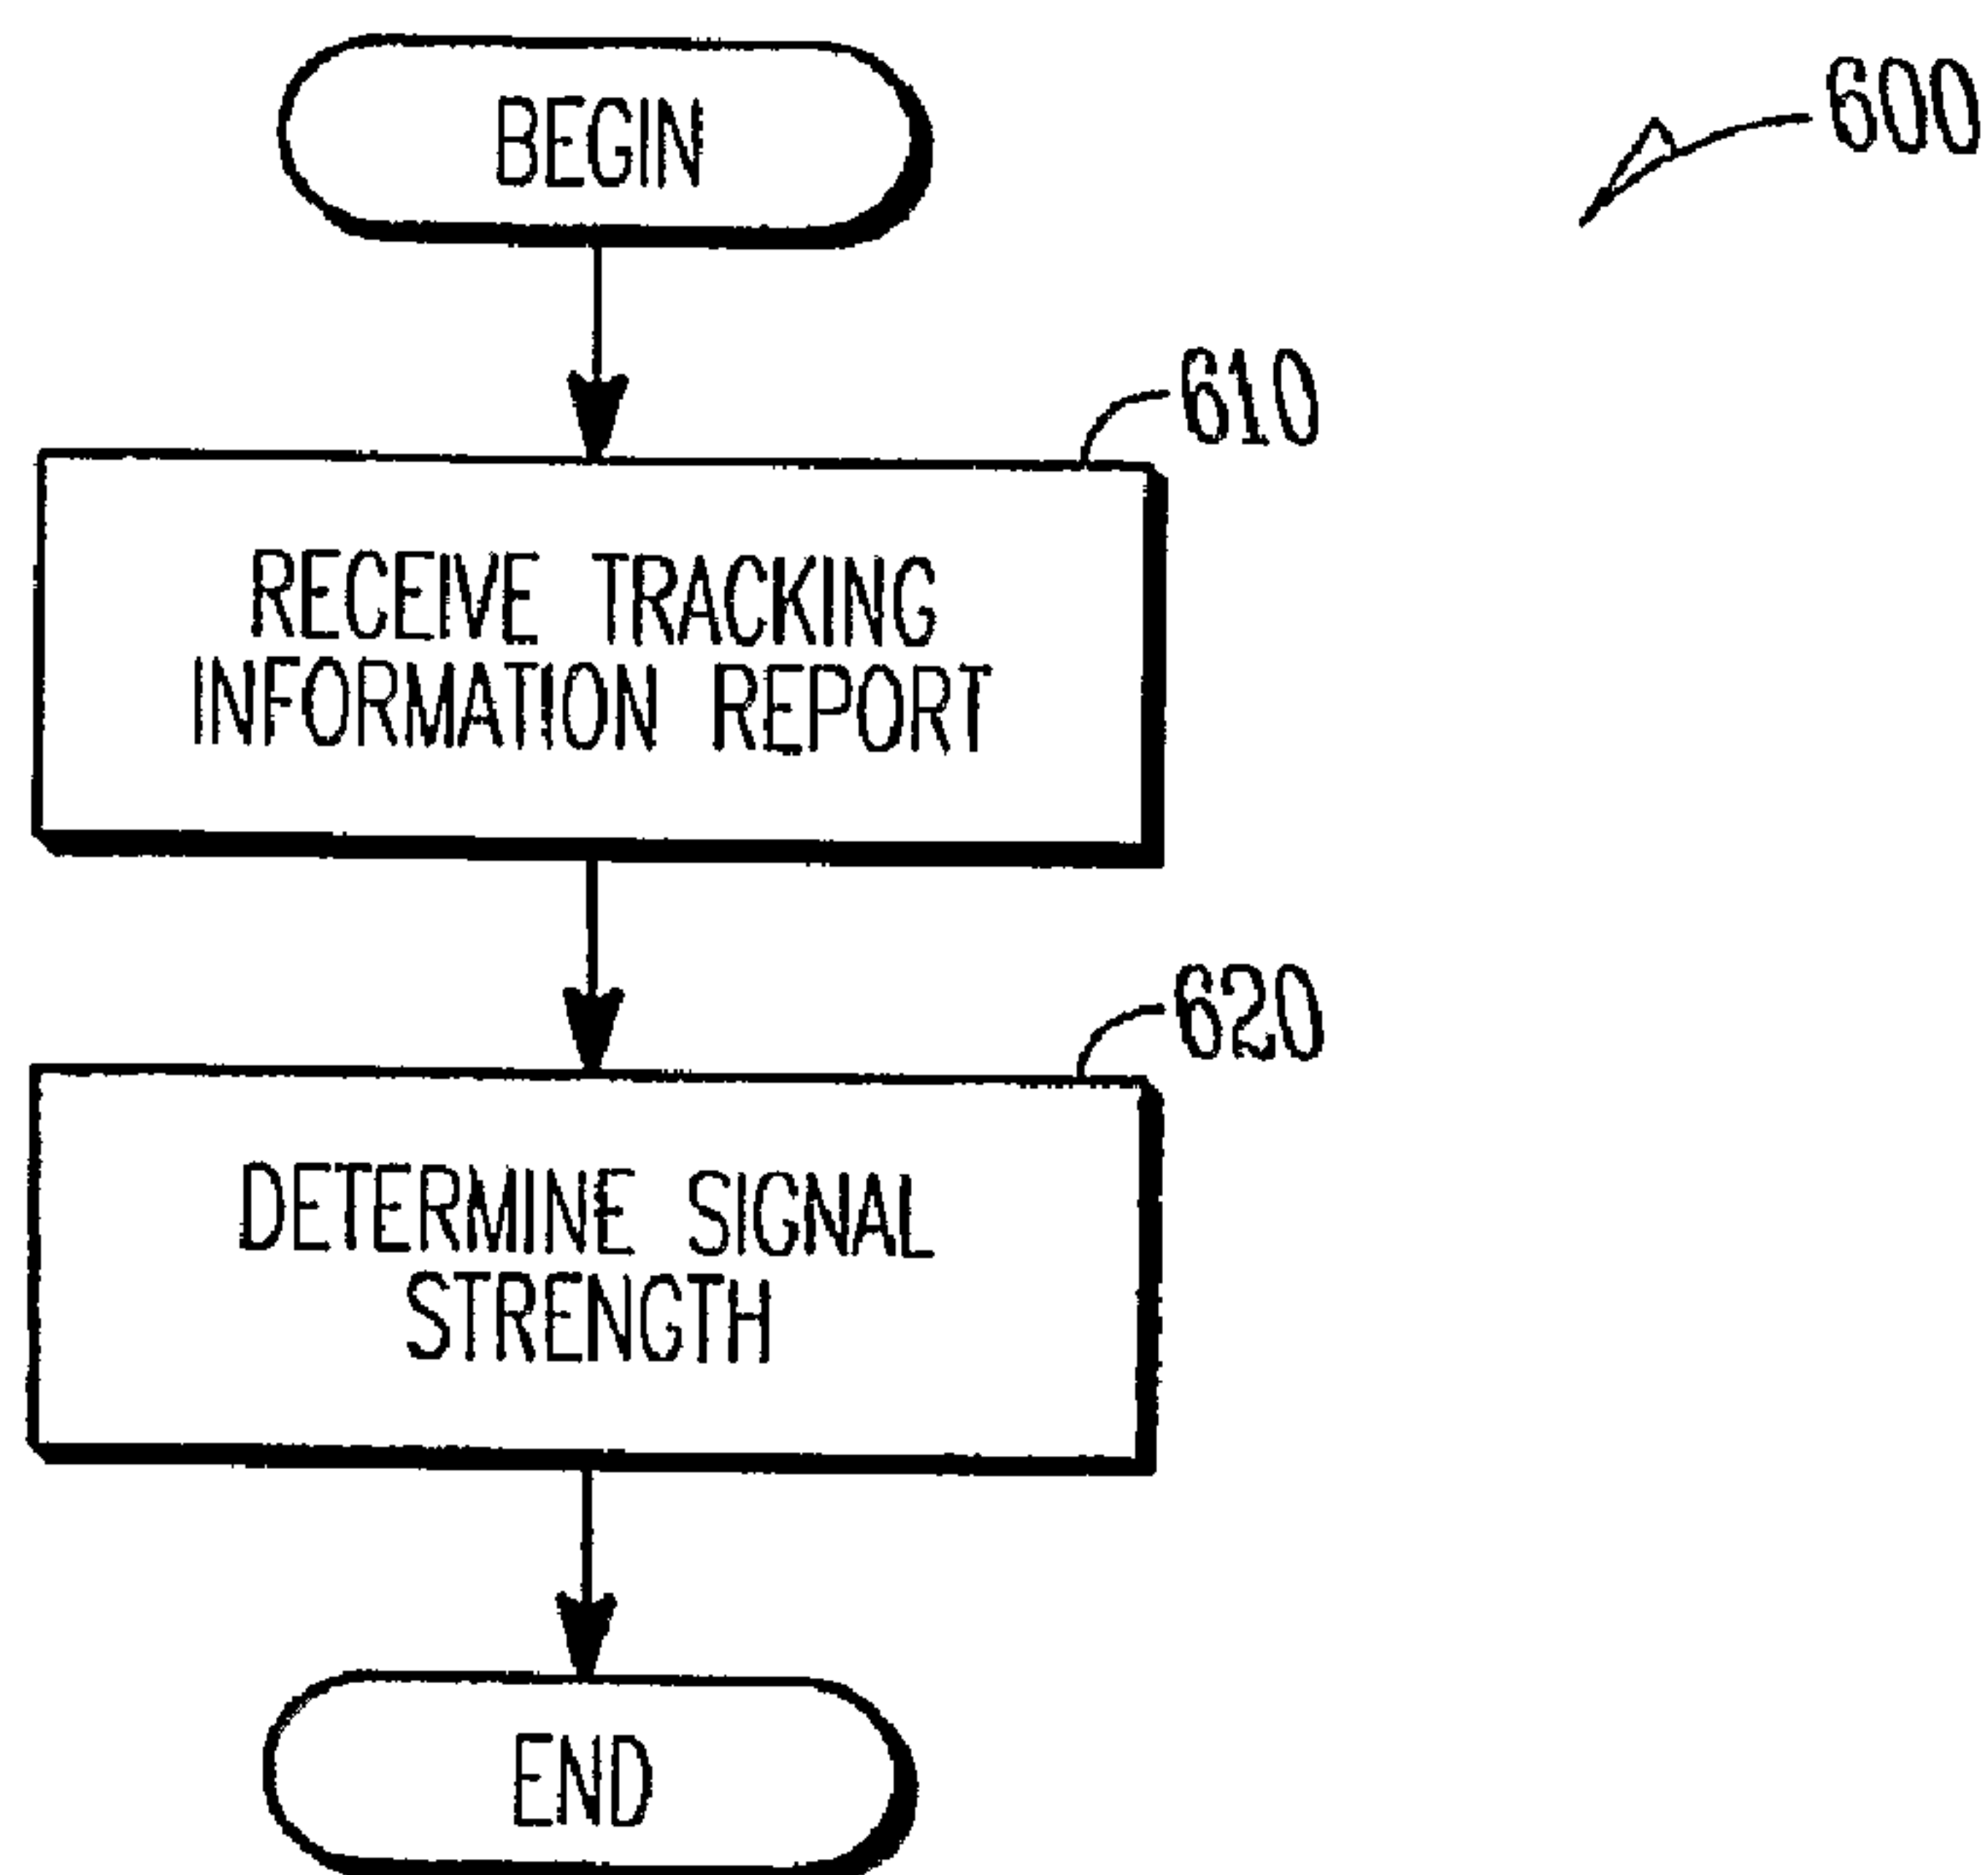 BEGIN
600
610
RECEIVE TRACKING
INFORMATION REPORT
620
DETERMINE SIGNAL
STRENGTH
END